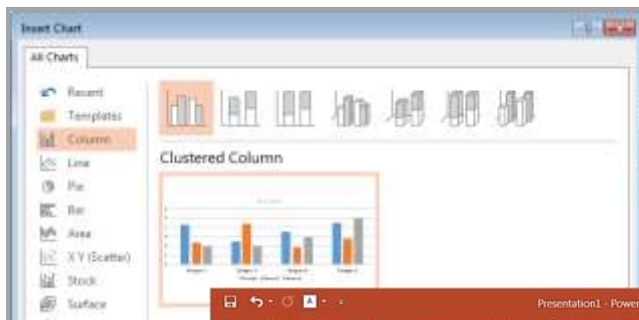 Insert Chart
All Charts
Recent
Templates
Column
Line
Pie
Bar
Area
X Y (Scatter)
Stock
Surface
Clustered Column
Presentation1 - Power